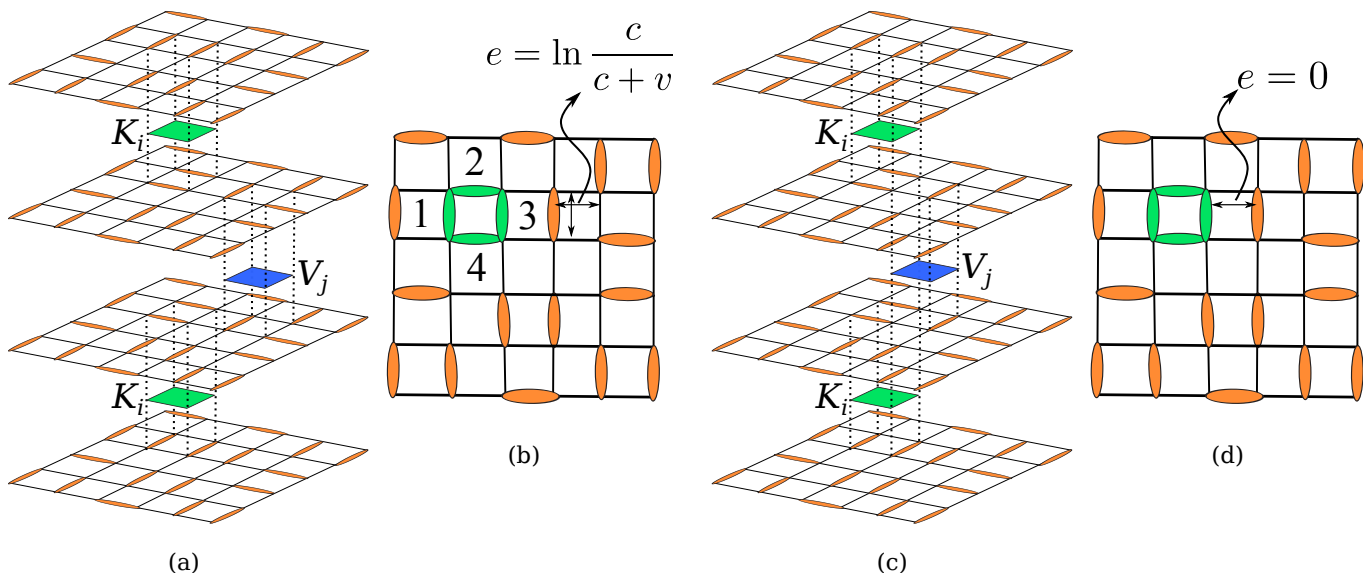 K_i
V_j
K_i
(a)
e = ln c/(c + v)
1
2
3
4
(b)
K_i
V_j
K_i
(c)
e = 0
(d)